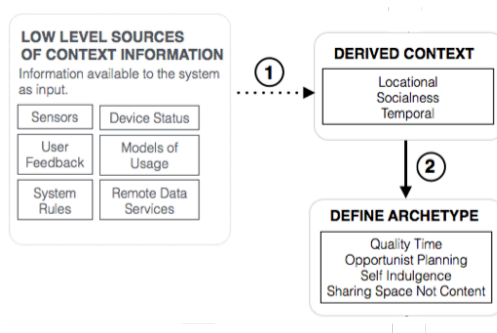 LOW LEVEL SOURCES
OF CONTEXT INFORMATION
Information available to the system
as input.
Sensors
Device Status
User
Feedback
Models of
Usage
System
Rules
Remote Data
Services
1
DERIVED CONTEXT
Locational
Socialness
Temporal
2
DEFINE ARCHETYPE
Quality Time
Opportunist Planning
Self Indulgence
Sharing Space Not Content